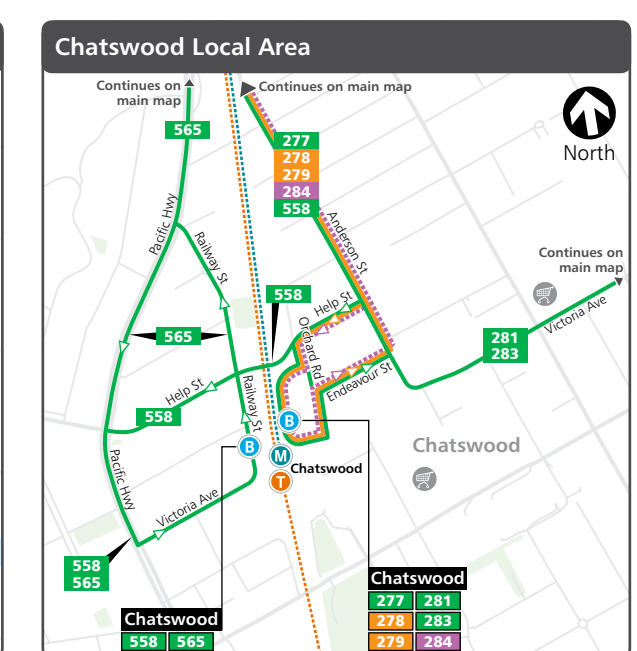 Chatswood Local Area
Continues on
main map
Continues on main map
565
North
277
278
279
284
558
Pacific Hwy
Railway St
Anderson St
Continues on
main map
558
Help St
Orchard Rd
Victoria Ave
565
281
283
Endeavour St
Help St
Railway St
558
B
B
Chatswood
M
Chatswood
T
Pacific Hwy
Victoria Ave
558
565
Chatswood
277 281
278 283
279 284
Chatswood
558 565